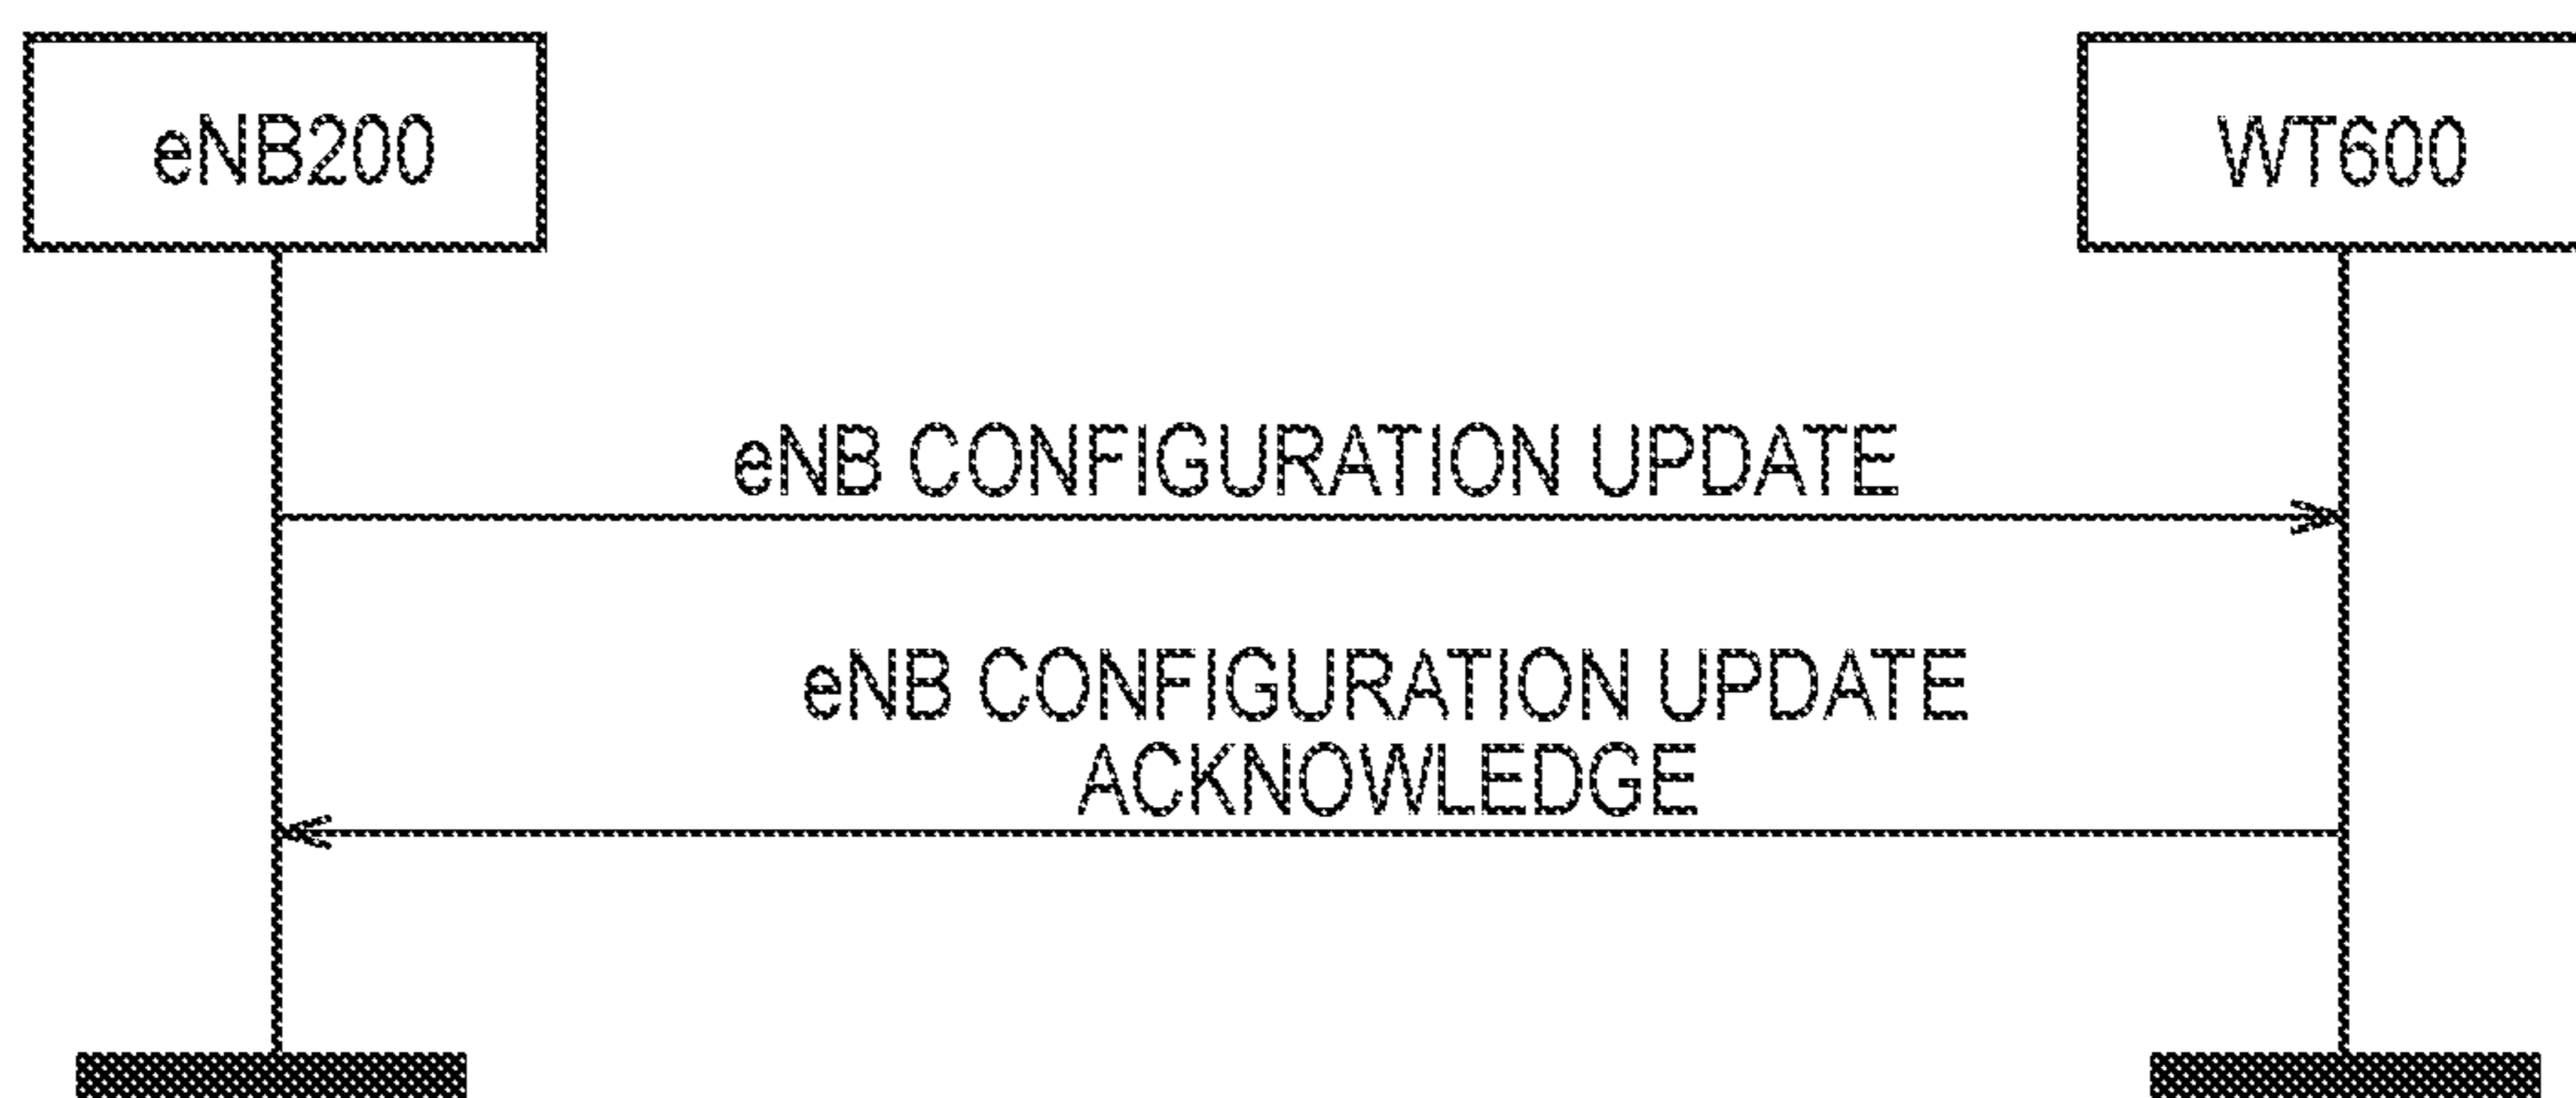 eNB200
WT600
eNB CONFIGURATION UPDATE
eNB CONFIGURATION UPDATE
ACKNOWLEDGE